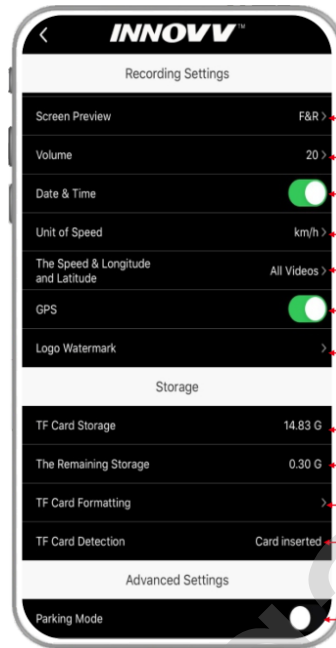 INNOVV™
Recording Settings
Screen Preview F&R >
Volume 20 >
Date & Time
Unit of Speed km/h >
The Speed & Longitude
and Latitude All Videos >
GPS
Logo Watermark >
Storage
TF Card Storage 14.83 G
The Remaining Storage 0.30 G
TF Card Formatting >
TF Card Detection Card inserted
Advanced Settings
Parking Mode